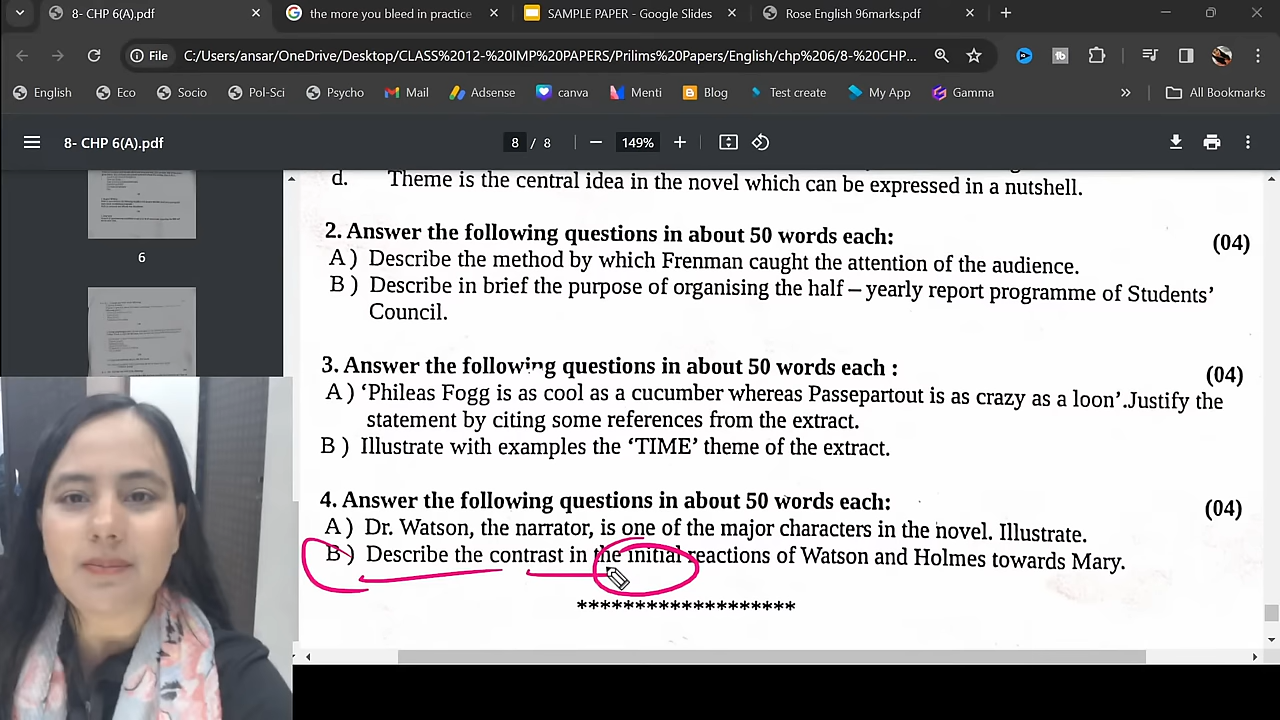 8- CHP 6(A).pdf
the more you bleed in practice
SAMPLE PAPER - Google Slides
Rose English 96marks.pdf
File
C:/Users/ansar/OneDrive/Desktop/CLASS%2012-%20IMP%20PAPERS/Prilims%20Papers/English/chp%206/8-%20CHP...
English Eco Socio Pol-Sci Psycho Mail Adsense canva Menti Blog Test create My App Gamma » All Bookmarks
8- CHP 6(A).pdf
8 / 8
149%
6
d. Theme is the central idea in the novel which can be expressed in a nutshell.
2. Answer the following questions in about 50 words each: (04)
A ) Describe the method by which Frenman caught the attention of the audience.
B ) Describe in brief the purpose of organising the half – yearly report programme of Students’
Council.
3. Answer the following questions in about 50 words each : (04)
A ) ‘Phileas Fogg is as cool as a cucumber whereas Passepartout is as crazy as a loon’.Justify the
statement by citing some references from the extract.
B ) Illustrate with examples the ‘TIME’ theme of the extract.
4. Answer the following questions in about 50 words each: (04)
A ) Dr. Watson, the narrator, is one of the major characters in the novel. Illustrate.
B ) Describe the contrast in the initial reactions of Watson and Holmes towards Mary.
*******************